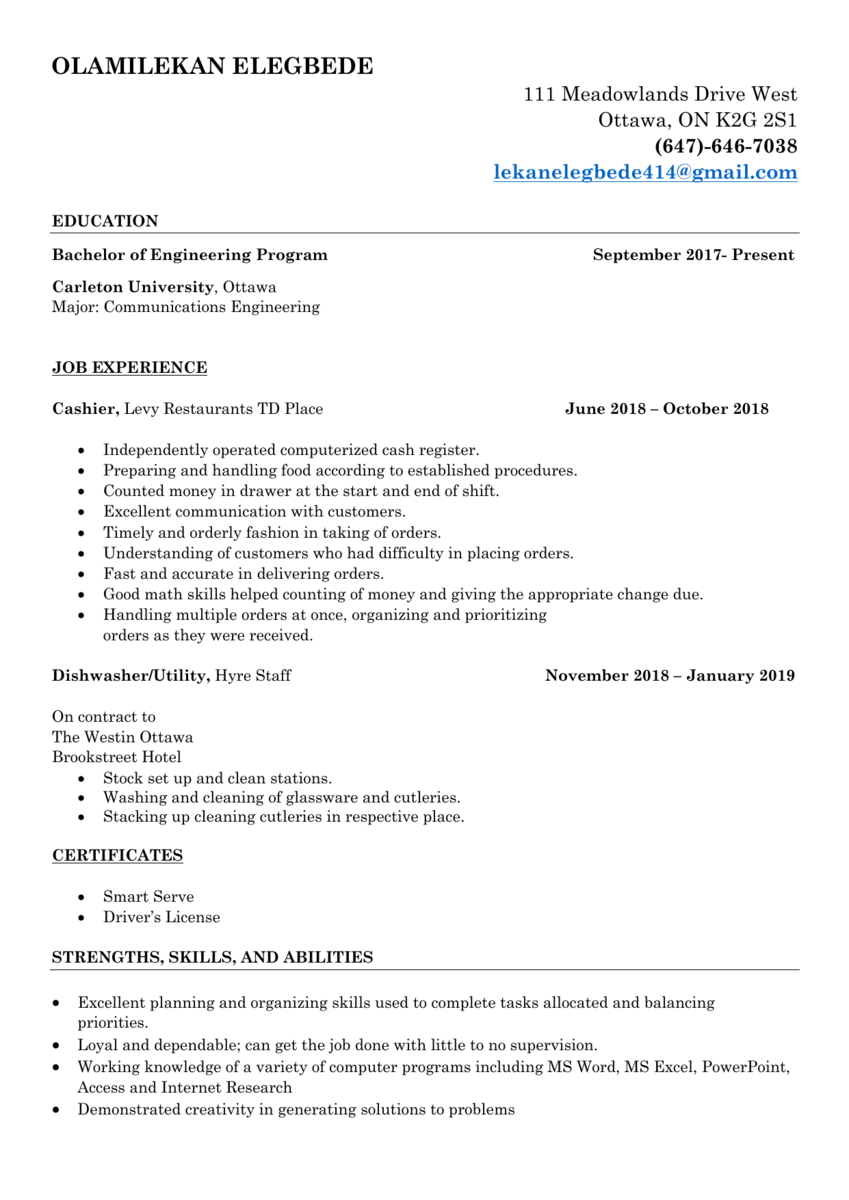 OLAMILEKAN ELEGBEDE
111 Meadowlands Drive West
Ottawa, ON K2G 2S1
(647)-646-7038
lekanelegbede414@gmail.com
EDUCATION
Bachelor of Engineering Program September 2017- Present
Carleton University, Ottawa
Major: Communications Engineering
JOB EXPERIENCE
Cashier, Levy Restaurants TD Place June 2018 – October 2018
• Independently operated computerized cash register.
• Preparing and handling food according to established procedures.
• Counted money in drawer at the start and end of shift.
• Excellent communication with customers.
• Timely and orderly fashion in taking of orders.
• Understanding of customers who had difficulty in placing orders.
• Fast and accurate in delivering orders.
• Good math skills helped counting of money and giving the appropriate change due.
• Handling multiple orders at once, organizing and prioritizing
orders as they were received.
Dishwasher/Utility, Hyre Staff November 2018 – January 2019
On contract to
The Westin Ottawa
Brookstreet Hotel
• Stock set up and clean stations.
• Washing and cleaning of glassware and cutleries.
• Stacking up cleaning cutleries in respective place.
CERTIFICATES
• Smart Serve
• Driver’s License
STRENGTHS, SKILLS, AND ABILITIES
• Excellent planning and organizing skills used to complete tasks allocated and balancing
priorities.
• Loyal and dependable; can get the job done with little to no supervision.
• Working knowledge of a variety of computer programs including MS Word, MS Excel, PowerPoint,
Access and Internet Research
• Demonstrated creativity in generating solutions to problems